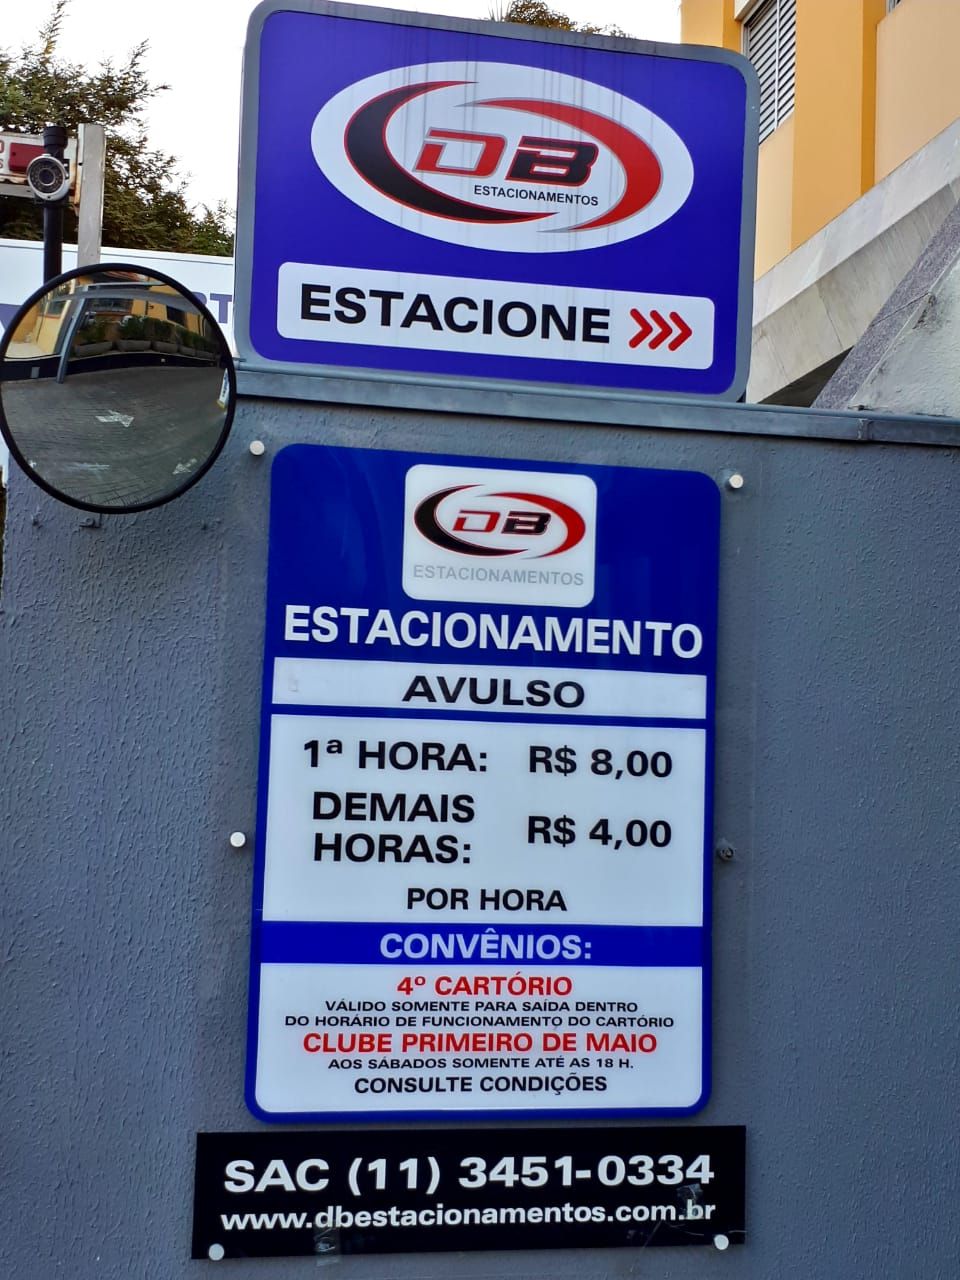 DB
ESTACIONAMENTOS
ESTACIONE
DB
ESTACIONAMENTOS
ESTACIONAMENTO
AVULSO
1ª HORA: R$ 8,00
DEMAIS
HORAS: R$ 4,00
POR HORA
CONVÊNIOS:
4º CARTÓRIO
VÁLIDO SOMENTE PARA SAÍDA DENTRO
DO HORÁRIO DE FUNCIONAMENTO DO CARTÓRIO
CLUBE PRIMEIRO DE MAIO
AOS SÁBADOS SOMENTE ATÉ AS 18 H.
CONSULTE CONDIÇÕES
SAC (11) 3451-0334
www.dbestacionamentos.com.br